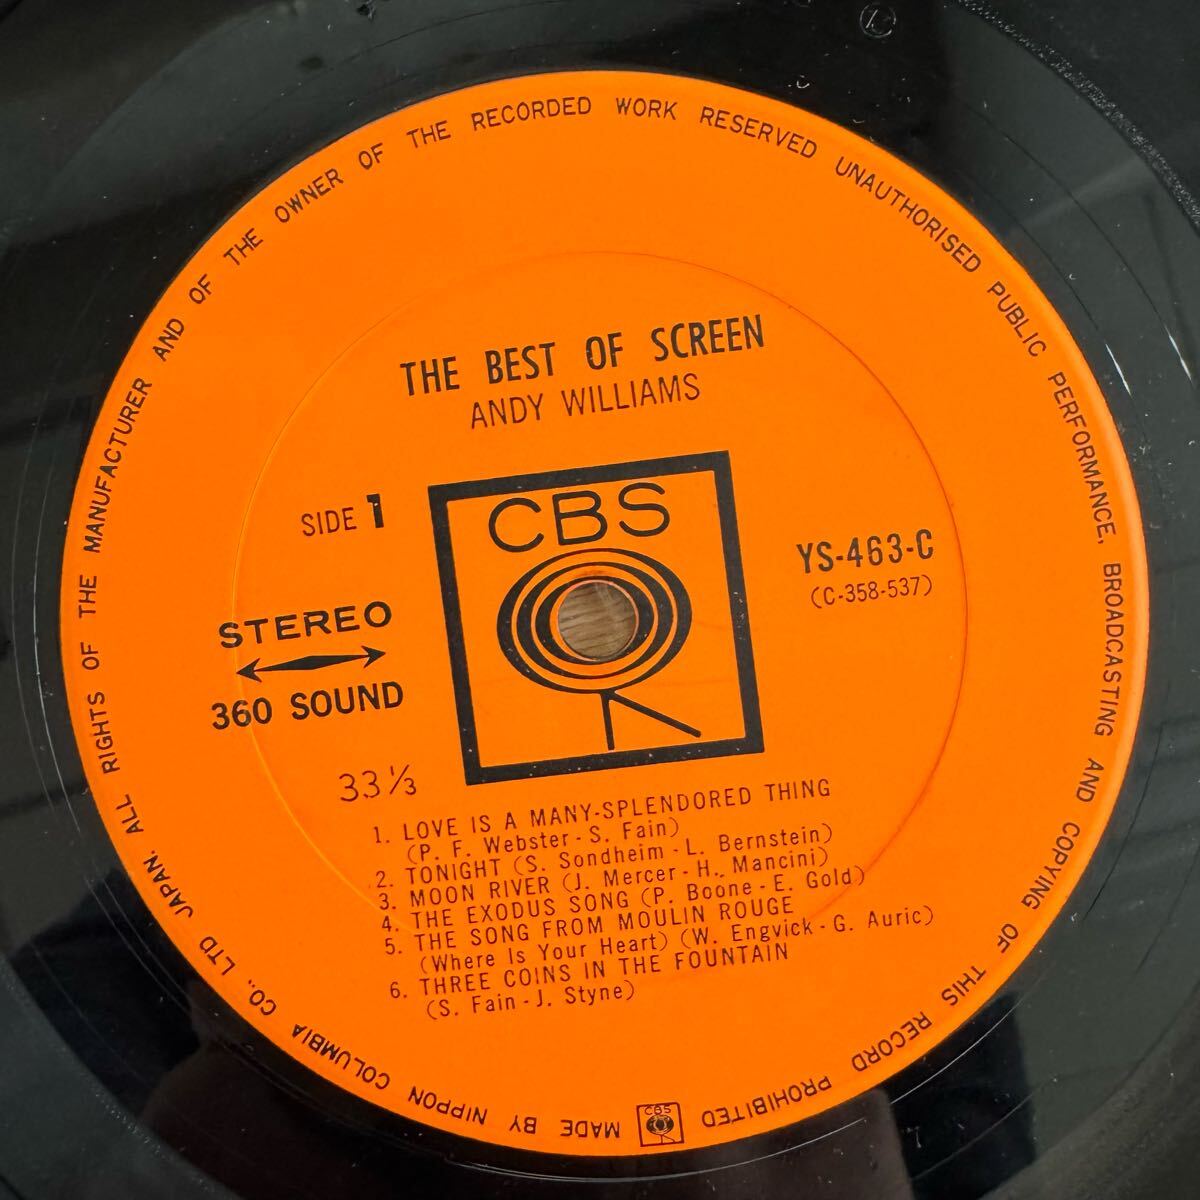 ALL RIGHTS OF THE MANUFACTURER AND OF THE OWNER OF THE RECORDED WORK RESERVED UNAUTHORISED PUBLIC PERFORMANCE, BROADCASTING AND COPYING OF THIS RECORD PROHIBITED
THE BEST OF SCREEN
ANDY WILLIAMS
CBS
SIDE 1
YS-463-C
(C-358-537)
STEREO
360 SOUND
33 1/3
1. LOVE IS A MANY-SPLENDORED THING
(P. F. Webster - S. Fain)
2. TONIGHT (S. Sondheim - L. Bernstein)
3. MOON RIVER (J. Mercer - H. Mancini)
4. THE EXODUS SONG (P. Boone - E. Gold)
5. THE SONG FROM MOULIN ROUGE
(Where Is Your Heart) (W. Engvick - G. Auric)
6. THREE COINS IN THE FOUNTAIN
(S. Fain - J. Styne)
CBS
MADE BY NIPPON COLUMBIA CO., LTD JAPAN.